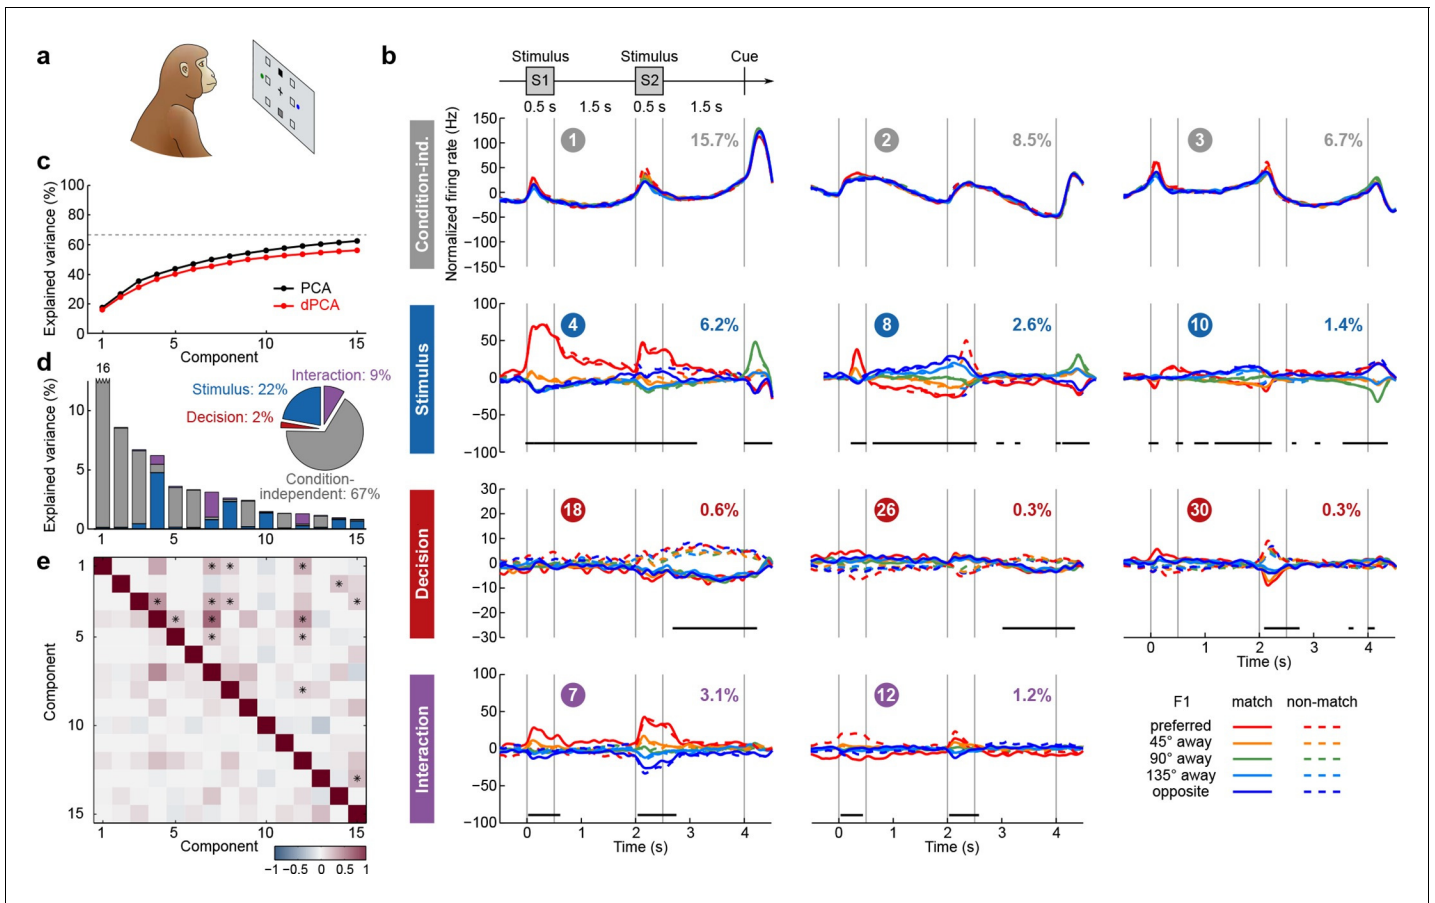 a
b
Stimulus Stimulus Cue
S1 S2
0.5 s 1.5 s 0.5 s 1.5 s
c
Explained variance (%)
100
80
60
40
20
0
PCA
dPCA
1 5 10 15
Component
d
16
Explained variance (%)
10
5
0
Interaction: 9%
Stimulus: 22%
Decision: 2%
Condition-
independent: 67%
1 5 10 15
e
Component
1
5
10
15
1 5 10 15
Component
−1 −0.5 0 0.5 1
Condition-ind.
Normalized firing rate (Hz)
150
100
50
0
−50
−100
−150
1 15.7%
2 8.5%
3 6.7%
Stimulus
100
50
0
−50
−100
4 6.2%
8 2.6%
10 1.4%
Decision
30
20
10
0
−10
−20
−30
18 0.6%
26 0.3%
30 0.3%
0 1 2 3 4
Time (s)
Interaction
100
50
0
−50
−100
7 3.1%
12 1.2%
0 1 2 3 4
Time (s)
0 1 2 3 4
Time (s)
F1 match non-match
preferred
45° away
90° away
135° away
opposite